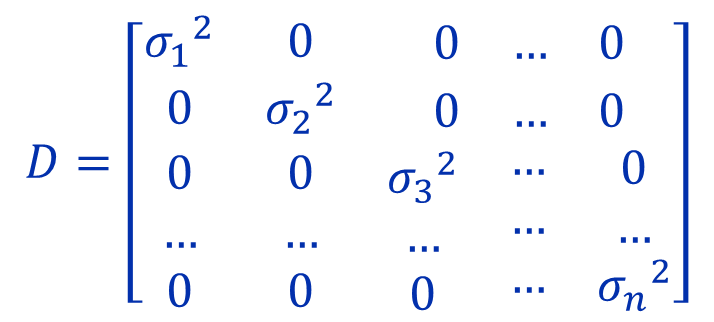 σ₁² 0 0 … 0
0 σ₂² 0 … 0
D = 0 0 σ₃² … 0
… … … … …
0 0 0 … σₙ²